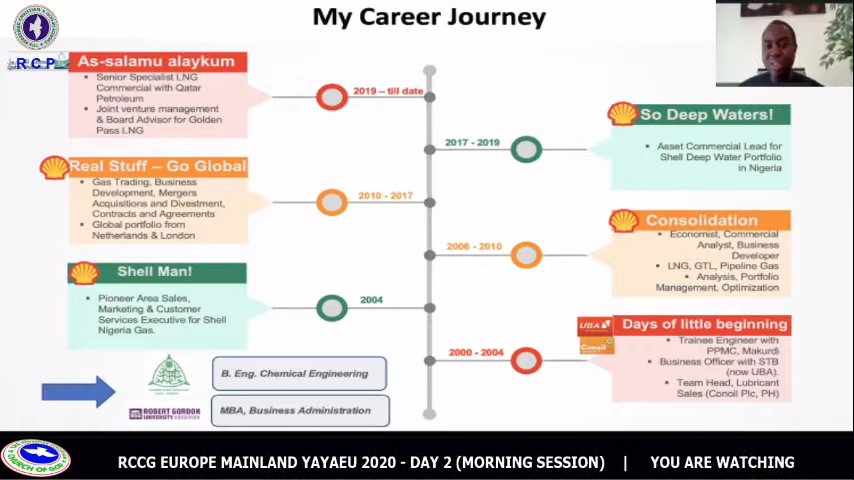 My Career Journey
R C P
As-salamu alaykum
Senior Specialist LNG
Commercial with Qatar
Petroleum
Joint venture management
& Board Advisor for Golden
Pass LNG
2019 – till date
So Deep Waters!
Asset Commercial Lead for
Shell Deep Water Portfolio
in Nigeria
2017 - 2019
Real Stuff – Go Global
Gas Trading, Business
Development, Mergers
Acquisitions and Divestment,
Contracts and Agreements
Global portfolio from
Netherlands & London
2010 - 2017
Consolidation
Economist, Commercial
Analyst, Business
Developer
LNG, GTL, Pipeline Gas
Analysis, Portfolio
Management, Optimization
2006 - 2010
Shell Man!
Pioneer Area Sales,
Marketing & Customer
Services Executive for Shell
Nigeria Gas.
2004
UBA
Conoil
Days of little beginning
Trainee Engineer with
PPMC, Makurdi
Business Officer with STB
(now UBA).
Team Head, Lubricant
Sales (Conoil Plc, PH)
2000 - 2004
B. Eng. Chemical Engineering
ROBERT GORDON
UNIVERSITY ABERDEEN
MBA, Business Administration
CHURCH OF GOD
RCCG EUROPE MAINLAND YAYAEU 2020 - DAY 2 (MORNING SESSION) | YOU ARE WATCHING